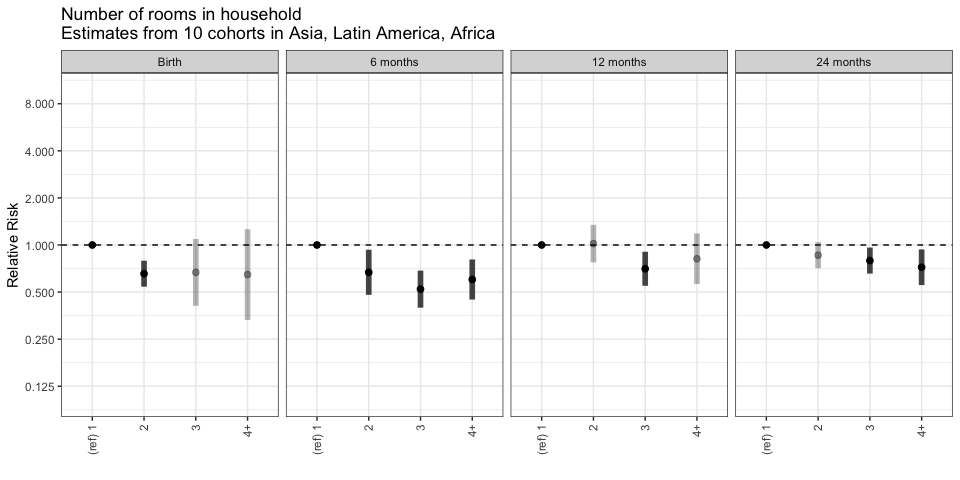 Number of rooms in household
Estimates from 10 cohorts in Asia, Latin America, Africa
Birth
6 months
12 months
24 months
Relative Risk
8.000
4.000
2.000
1.000
0.500
0.250
0.125
(ref) 1
2
3
4+
(ref) 1
2
3
4+
(ref) 1
2
3
4+
(ref) 1
2
3
4+